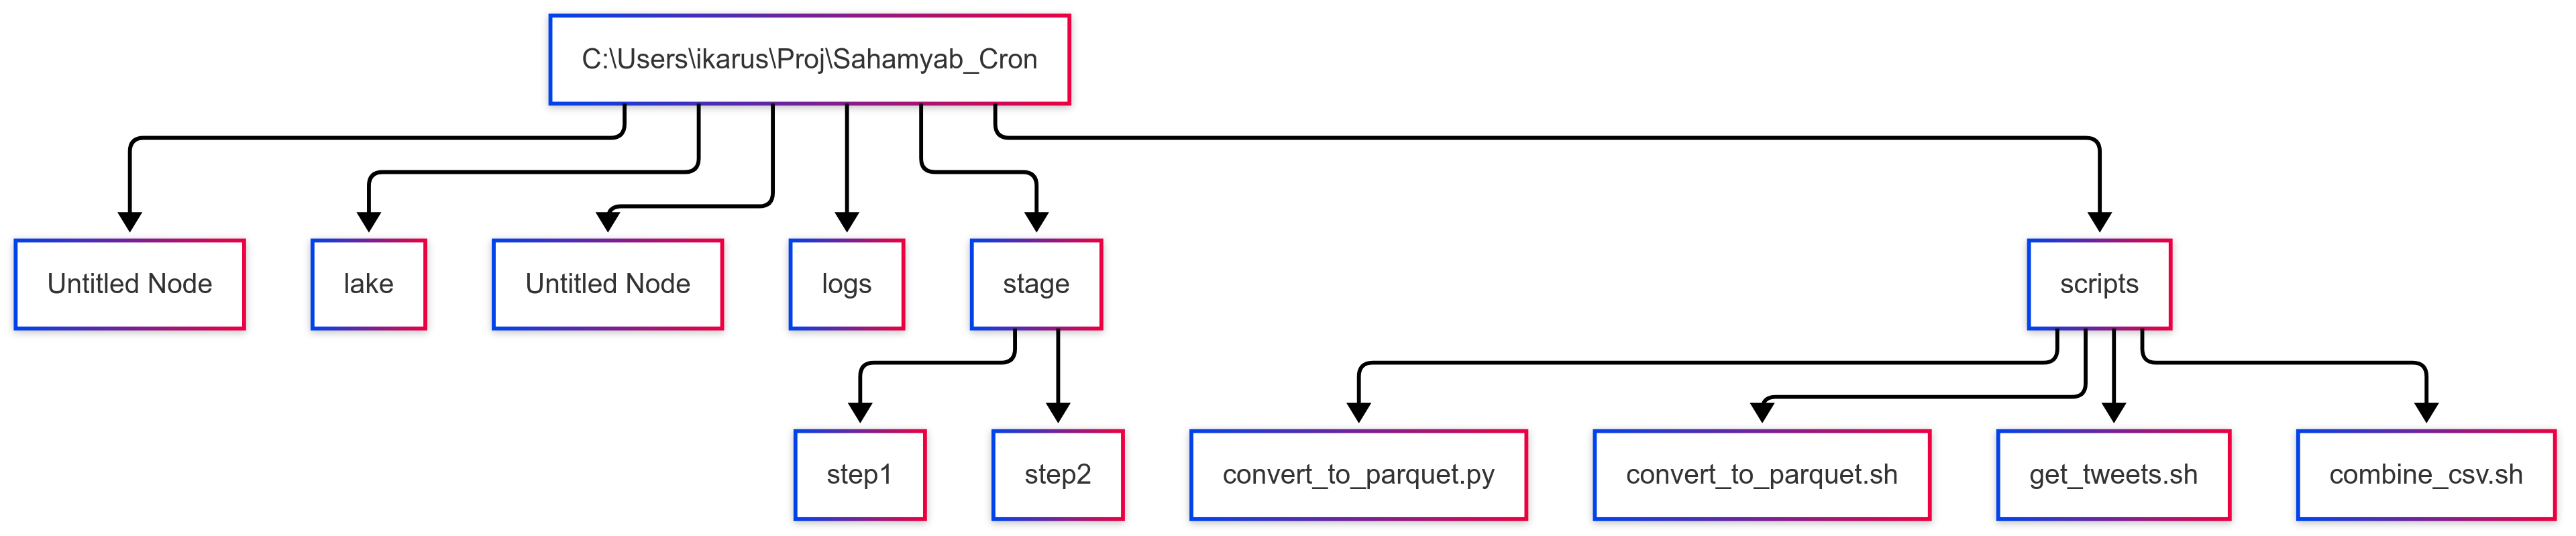 C:\Users\ikarus\Proj\Sahamyab_Cron
Untitled Node
lake
Untitled Node
logs
stage
scripts
step1
step2
convert_to_parquet.py
convert_to_parquet.sh
get_tweets.sh
combine_csv.sh